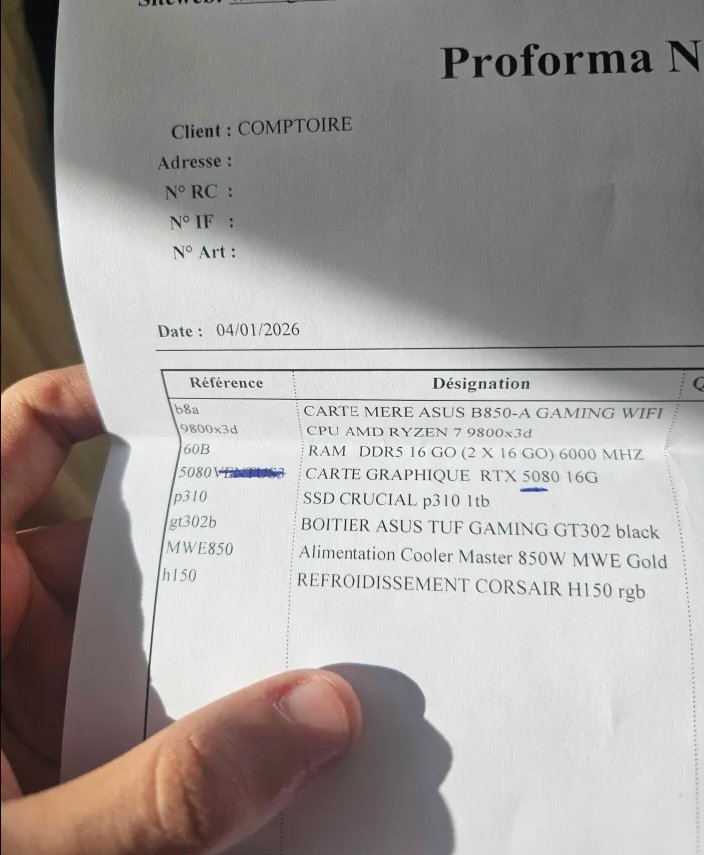 Siteweb:
Proforma N
Client : COMPTOIRE
Adresse :
N° RC :
N° IF :
N° Art :
Date : 04/01/2026
Référence Désignation Q
b8a CARTE MERE ASUS B850-A GAMING WIFI
9800x3d CPU AMD RYZEN 7 9800x3d
60B RAM DDR5 16 GO (2 X 16 GO) 6000 MHZ
5080VENTUS3 CARTE GRAPHIQUE RTX 5080 16G
p310 SSD CRUCIAL p310 1tb
gt302b BOITIER ASUS TUF GAMING GT302 black
MWE850 Alimentation Cooler Master 850W MWE Gold
h150 REFROIDISSEMENT CORSAIR H150 rgb